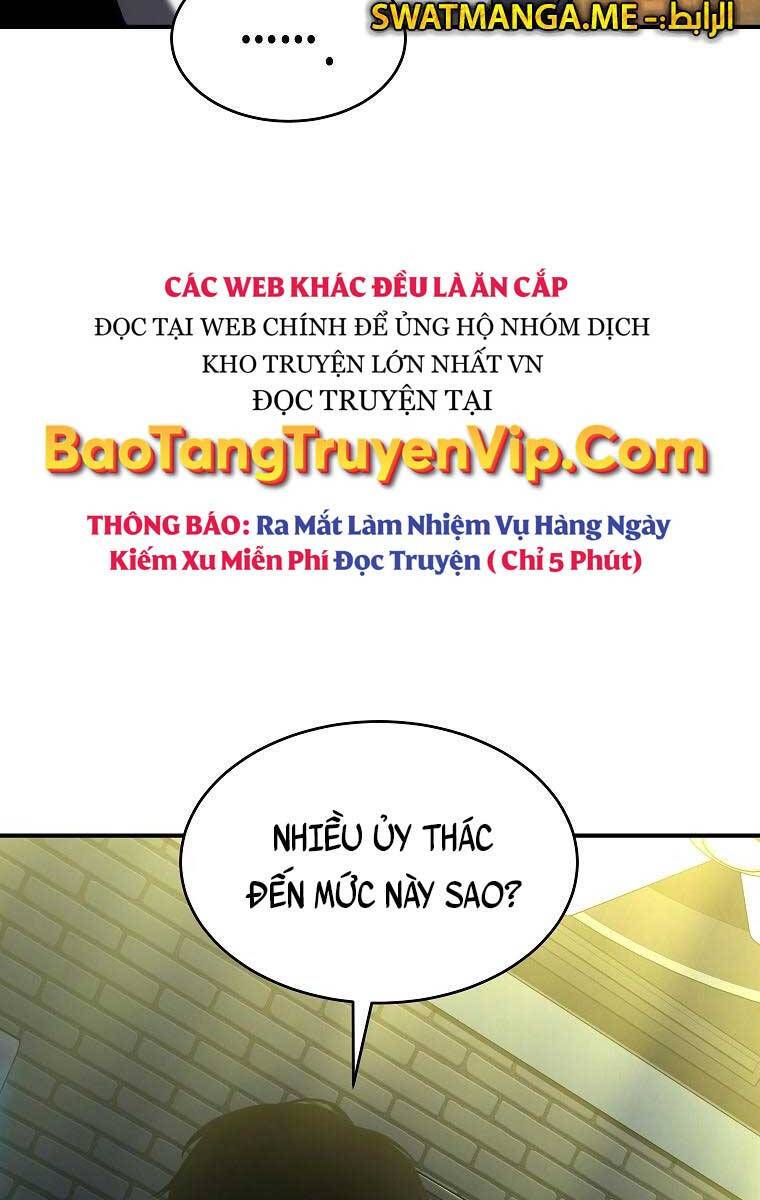 SWATMANGA.ME -:الرابط
.......
CÁC WEB KHÁC ĐỀU LÀ ĂN CẮP
ĐỌC TẠI WEB CHÍNH ĐỂ ỦNG HỘ NHÓM DỊCH
KHO TRUYỆN LỚN NHẤT VN
ĐỌC TRUYỆN TẠI
BaoTangTruyenVip.Com
THÔNG BÁO: Ra Mắt Làm Nhiệm Vụ Hàng Ngày
Kiếm Xu Miễn Phí Đọc Truyện ( Chỉ 5 Phút)
NHIỀU ỦY THÁC
ĐẾN MỨC NÀY SAO?